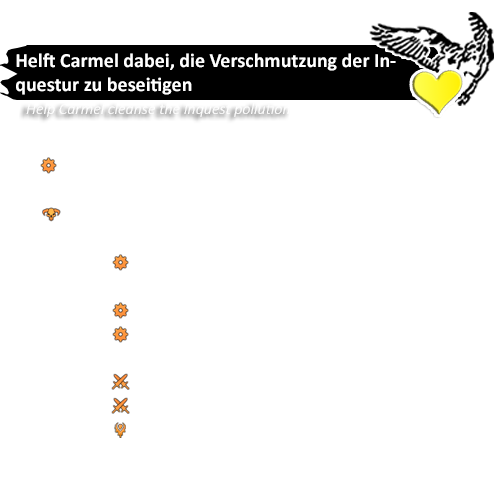 Helft Carmel dabei, die Verschmutzung der In-
questur zu beseitigen
Help Carmel cleanse the Inquest pollution